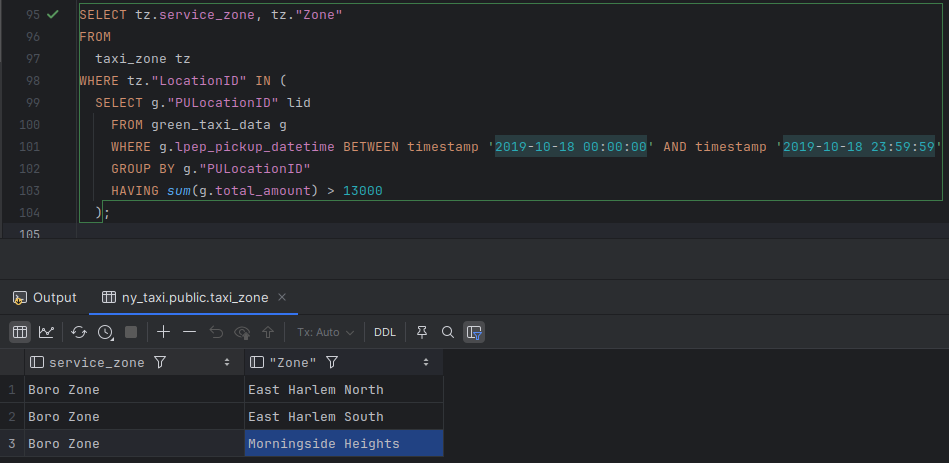 95 SELECT tz.service_zone, tz."Zone"
96 FROM
97 taxi_zone tz
98 WHERE tz."LocationID" IN (
99 SELECT g."PULocationID" lid
100 FROM green_taxi_data g
101 WHERE g.lpep_pickup_datetime BETWEEN timestamp '2019-10-18 00:00:00' AND timestamp '2019-10-18 23:59:59'
102 GROUP BY g."PULocationID"
103 HAVING sum(g.total_amount) > 13000
104 );
105
Output ny_taxi.public.taxi_zone ×
Tx: Auto DDL
service_zone "Zone"
1 Boro Zone East Harlem North
2 Boro Zone East Harlem South
3 Boro Zone Morningside Heights